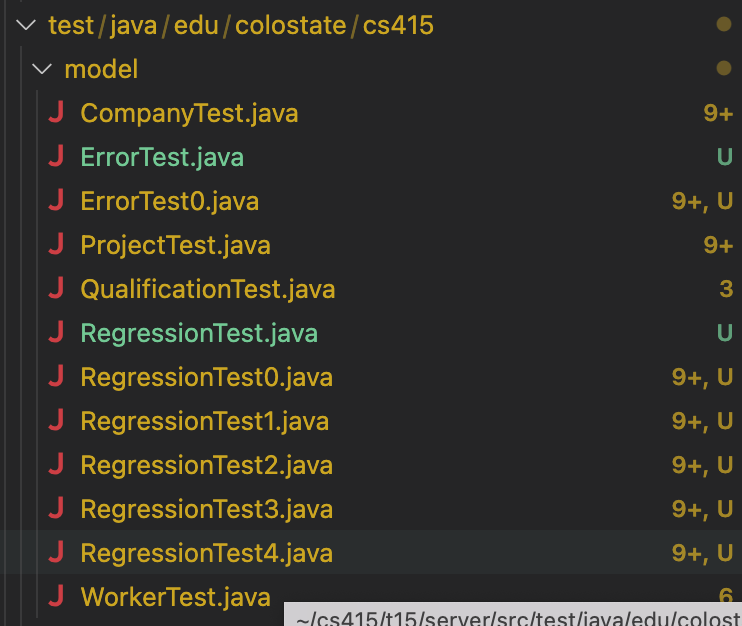 test/java/edu/colostate/cs415
model
J CompanyTest.java 9+
J ErrorTest.java U
J ErrorTest0.java 9+, U
J ProjectTest.java 9+
J QualificationTest.java 3
J RegressionTest.java U
J RegressionTest0.java 9+, U
J RegressionTest1.java 9+, U
J RegressionTest2.java 9+, U
J RegressionTest3.java 9+, U
J RegressionTest4.java 9+, U
J WorkerTest.java 6
~/cs415/t15/server/src/test/java/edu/colost